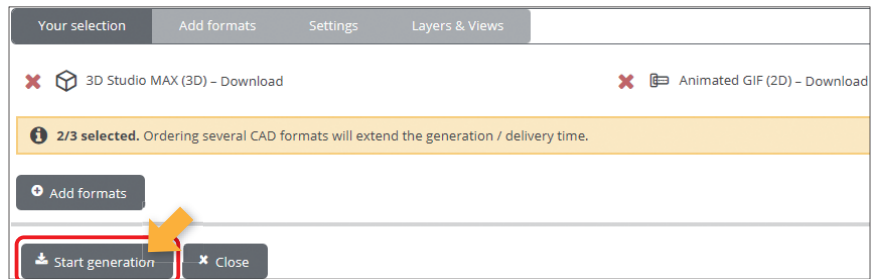 Your selection Add formats Settings Layers & Views
3D Studio MAX (3D) – Download Animated GIF (2D) – Download
2/3 selected. Ordering several CAD formats will extend the generation / delivery time.
Add formats
Start generation Close